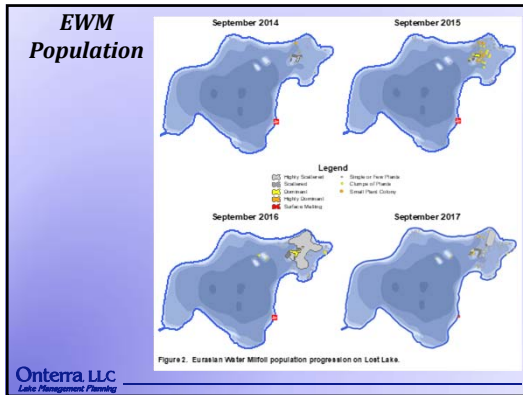 EWM
Population
September 2014
September 2015
Legend
Highly Scattered
Scattered
Dominant
Highly Dominant
Surface Matting
Single or Few Plants
Clumps of Plants
Small Plant Colony
September 2016
September 2017
Figure 2. Eurasian Water Milfoil population progression on Lost Lake.
Onterra LLC
Lake Management Planning